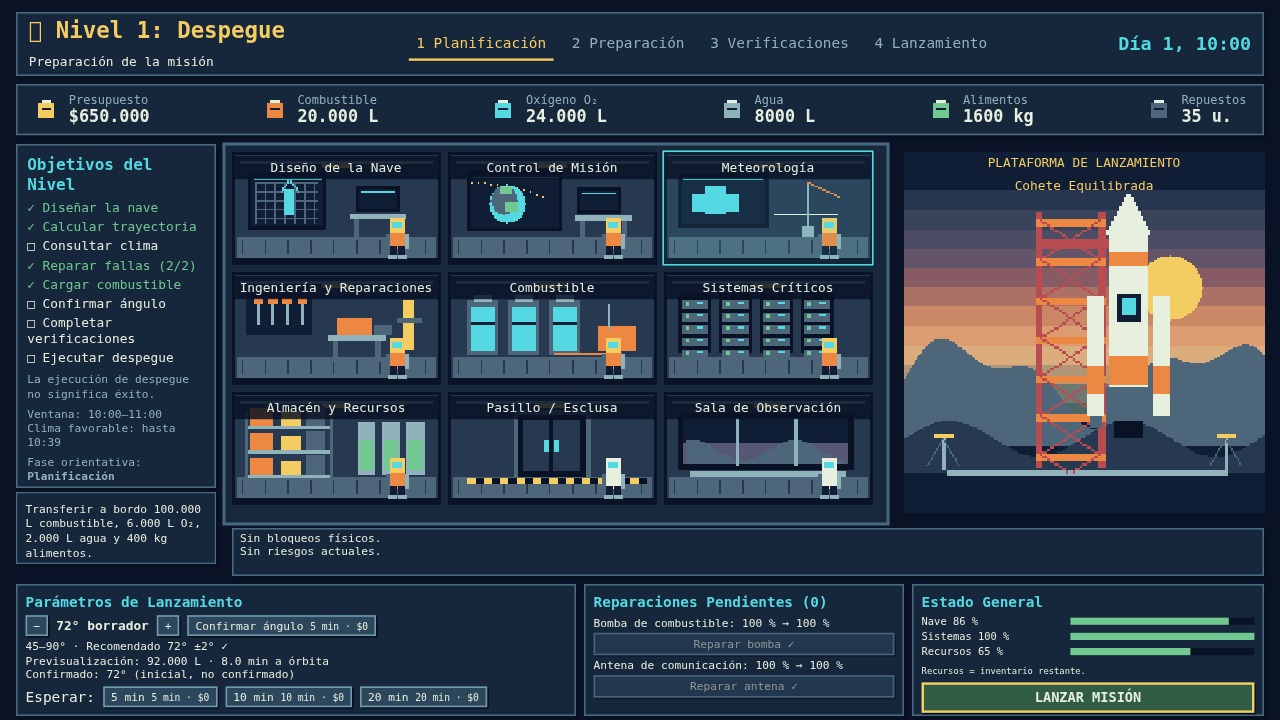 Nivel 1: Despegue
Preparación de la misión
1 Planificación
2 Preparación
3 Verificaciones
4 Lanzamiento
Día 1, 10:00
Presupuesto
$650.000
Combustible
20.000 L
Oxígeno O₂
24.000 L
Agua
8000 L
Alimentos
1600 kg
Repuestos
35 u.
Objetivos del
Nivel
✓ Diseñar la nave
✓ Calcular trayectoria
□ Consultar clima
✓ Reparar fallas (2/2)
✓ Cargar combustible
□ Confirmar ángulo
□ Completar
verificaciones
□ Ejecutar despegue
La ejecución de despegue
no significa éxito.
Ventana: 10:00–11:00
Clima favorable: hasta
10:39
Fase orientativa:
Planificación
Transferir a bordo 100.000
L combustible, 6.000 L O₂,
2.000 L agua y 400 kg
alimentos.
Diseño de la Nave
Control de Misión
Meteorología
Ingeniería y Reparaciones
Combustible
Sistemas Críticos
Almacén y Recursos
Pasillo / Esclusa
Sala de Observación
PLATAFORMA DE LANZAMIENTO
Cohete Equilibrada
Sin bloqueos físicos.
Sin riesgos actuales.
Parámetros de Lanzamiento
− 72° borrador + Confirmar ángulo 5 min · $0
45–90° · Recomendado 72° ±2° ✓
Previsualización: 92.000 L · 8.0 min a órbita
Confirmado: 72° (inicial, no confirmado)
Esperar: 5 min 5 min · $0 10 min 10 min · $0 20 min 20 min · $0
Reparaciones Pendientes (0)
Bomba de combustible: 100 % → 100 %
Reparar bomba ✓
Antena de comunicación: 100 % → 100 %
Reparar antena ✓
Estado General
Nave 86 %
Sistemas 100 %
Recursos 65 %
Recursos = inventario restante.
LANZAR MISIÓN